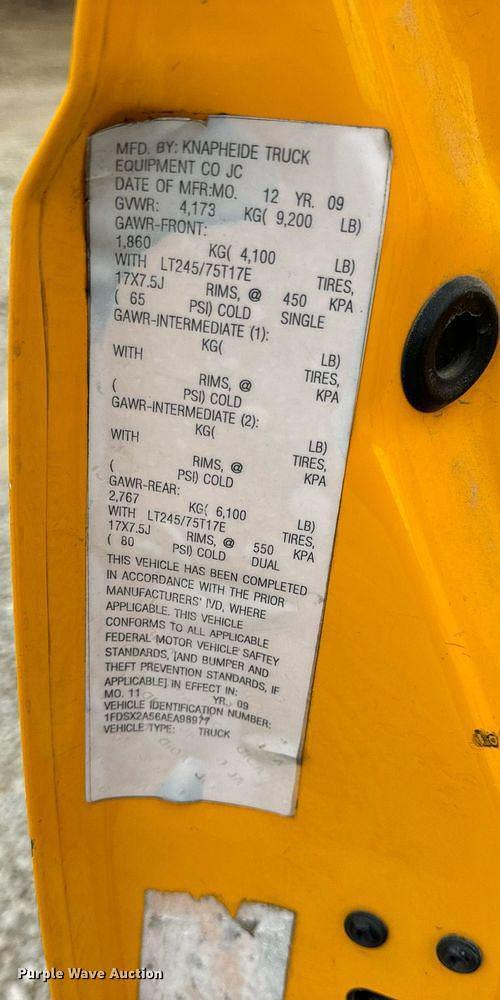 MFD. BY: KNAPHEIDE TRUCK
EQUIPMENT CO JC
DATE OF MFR:MO. 12 YR. 09
GVWR: 4,173 KG( 9,200 LB)
GAWR-FRONT:
1,860 KG( 4,100 LB)
WITH LT245/75T17E TIRES,
17X7.5J RIMS, @ 450 KPA
( 65 PSI) COLD SINGLE
GAWR-INTERMEDIATE (1):
KG( LB)
WITH TIRES,
RIMS, @ KPA
( PSI) COLD
GAWR-INTERMEDIATE (2):
KG( LB)
WITH TIRES,
RIMS, @ KPA
( PSI) COLD
GAWR-REAR:
2,767 KG( 6,100 LB)
WITH LT245/75T17E TIRES,
17X7.5J RIMS, @ 550 KPA
( 80 PSI) COLD DUAL
THIS VEHICLE HAS BEEN COMPLETED
IN ACCORDANCE WITH THE PRIOR
MANUFACTURERS' IVD, WHERE
APPLICABLE. THIS VEHICLE
CONFORMS TO ALL APPLICABLE
FEDERAL MOTOR VEHICLE SAFTEY
STANDARDS, [AND BUMPER AND
THEFT PREVENTION STANDARDS, IF
APPLICABLE] IN EFFECT IN:
MO. 11 YR. 09
VEHICLE IDENTIFICATION NUMBER:
1FDSX2A56AEA98977
VEHICLE TYPE: TRUCK
Purple Wave Auction